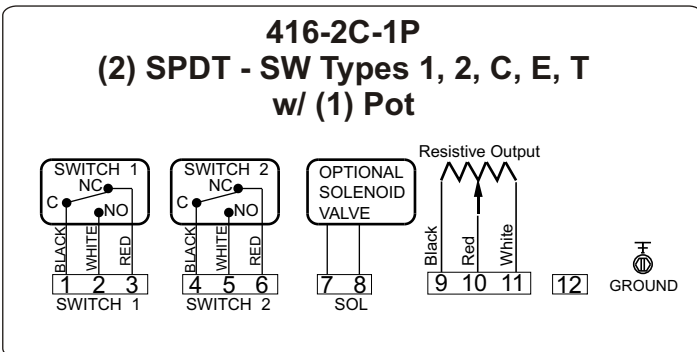 416-2C-1P
(2) SPDT - SW Types 1, 2, C, E, T
w/ (1) Pot
SWITCH 1
NC
C
NO
BLACK
WHITE
RED
1 2 3
SWITCH 1
SWITCH 2
NC
C
NO
BLACK
WHITE
RED
4 5 6
SWITCH 2
OPTIONAL
SOLENOID
VALVE
7 8
SOL
Resistive Output
Black
Red
White
9 10 11
12
GROUND